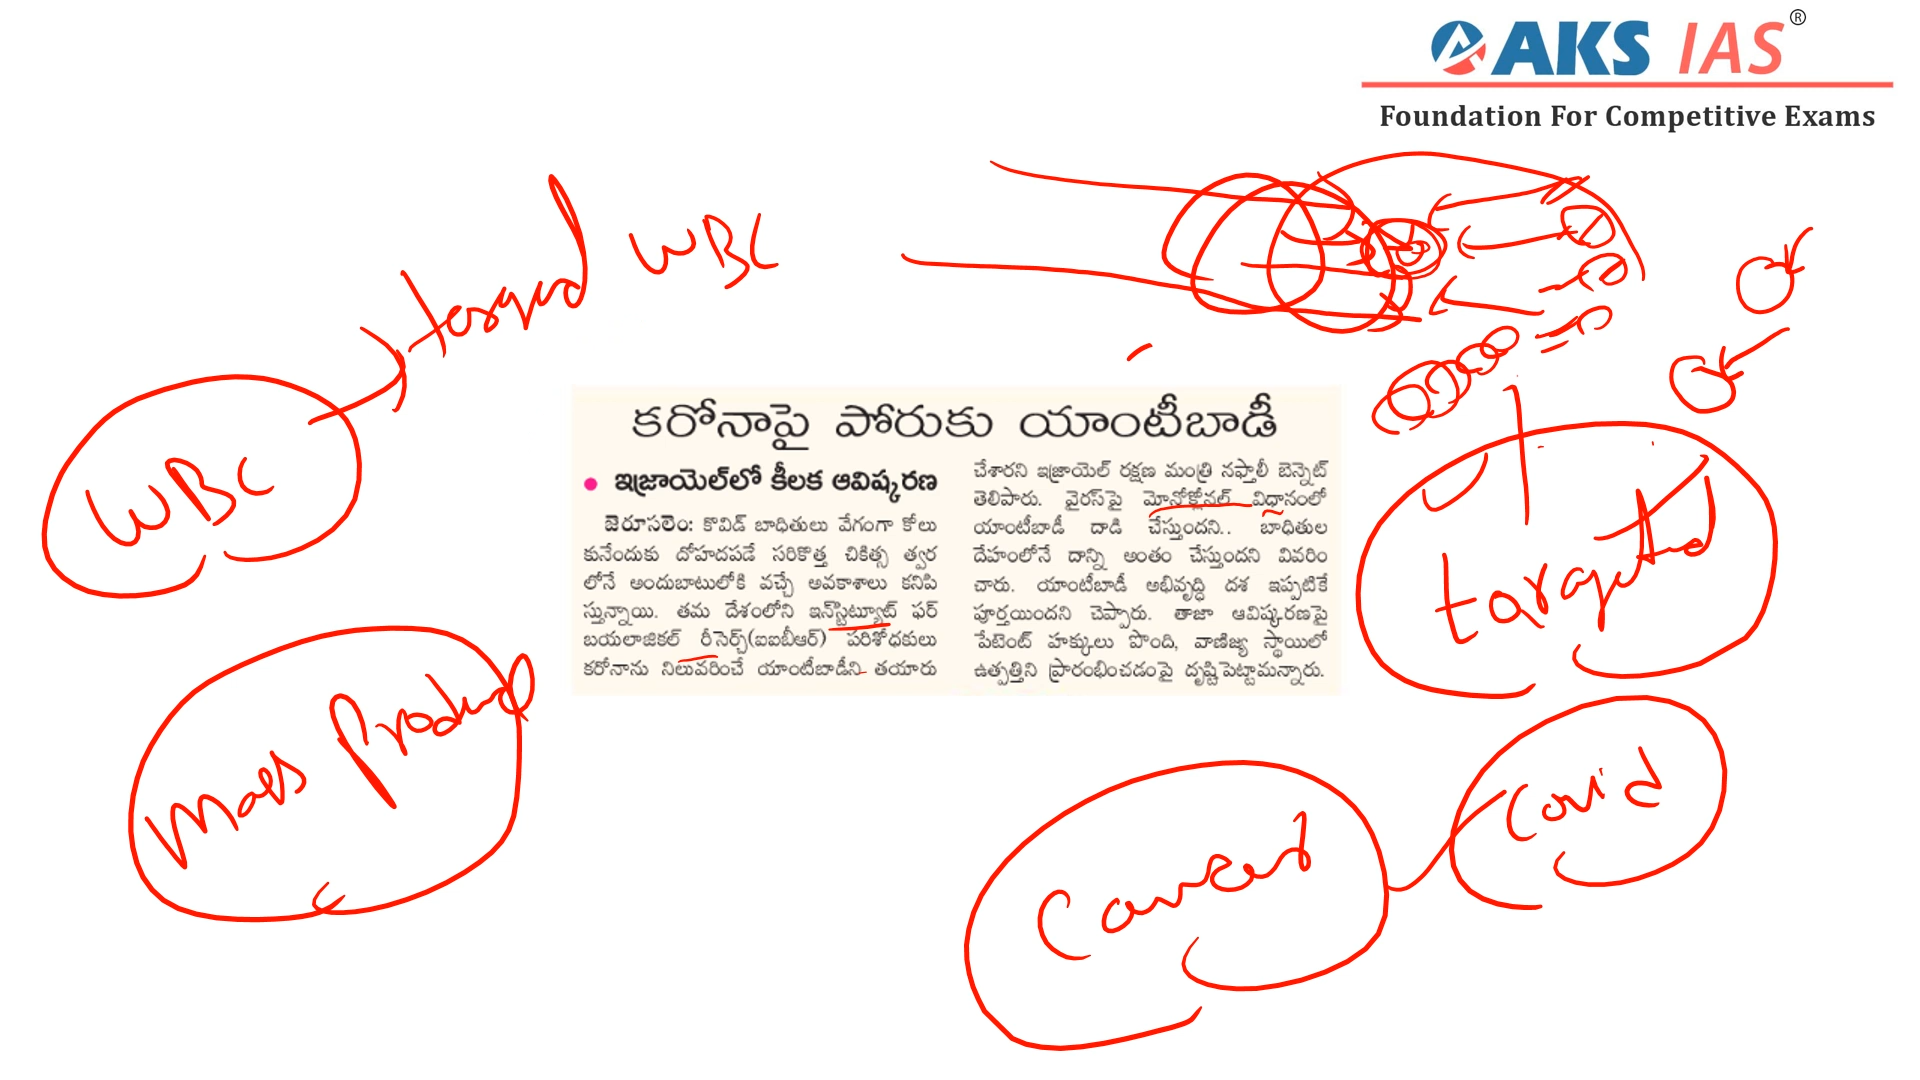 AKS IAS®
Foundation For Competitive Exams
WBC
WBC
కరోనాపై పోరుకు యాంటీబాడీ
ఇజ్రాయెల్‌లో కీలక ఆవిష్కరణ
జెరూసలెం: కొవిడ్ బాధితులు వేగంగా కోలు
కునేందుకు దోహదపడే సరికొత్త చికిత్స త్వర
లోనే అందుబాటులోకి వచ్చే అవకాశాలు కనిపి
స్తున్నాయి. తమ దేశంలోని ఇన్‌స్టిట్యూట్ ఫర్
బయలాజికల్ రీసెర్చ్(ఐఐబీఆర్) పరిశోధకులు
కరోనాను నిలువరించే యాంటీబాడీని తయారు
చేశారని ఇజ్రాయెల్ రక్షణ మంత్రి నఫ్తాలీ బెన్నెట్
తెలిపారు. వైరస్‌పై మోనోక్లోనల్ విధానంలో
యాంటీబాడీ దాడి చేస్తుందని.. బాధితుల
దేహంలోనే దాన్ని అంతం చేస్తుందని వివరిం
చారు. యాంటీబాడీ అభివృద్ధి దశ ఇప్పటికే
పూర్తయిందని చెప్పారు. తాజా ఆవిష్కరణపై
పేటెంట్ హక్కులు పొంది, వాణిజ్య స్థాయిలో
ఉత్పత్తిని ప్రారంభించడంపై దృష్టిపెట్టామన్నారు.
targeted
Mass
Covid